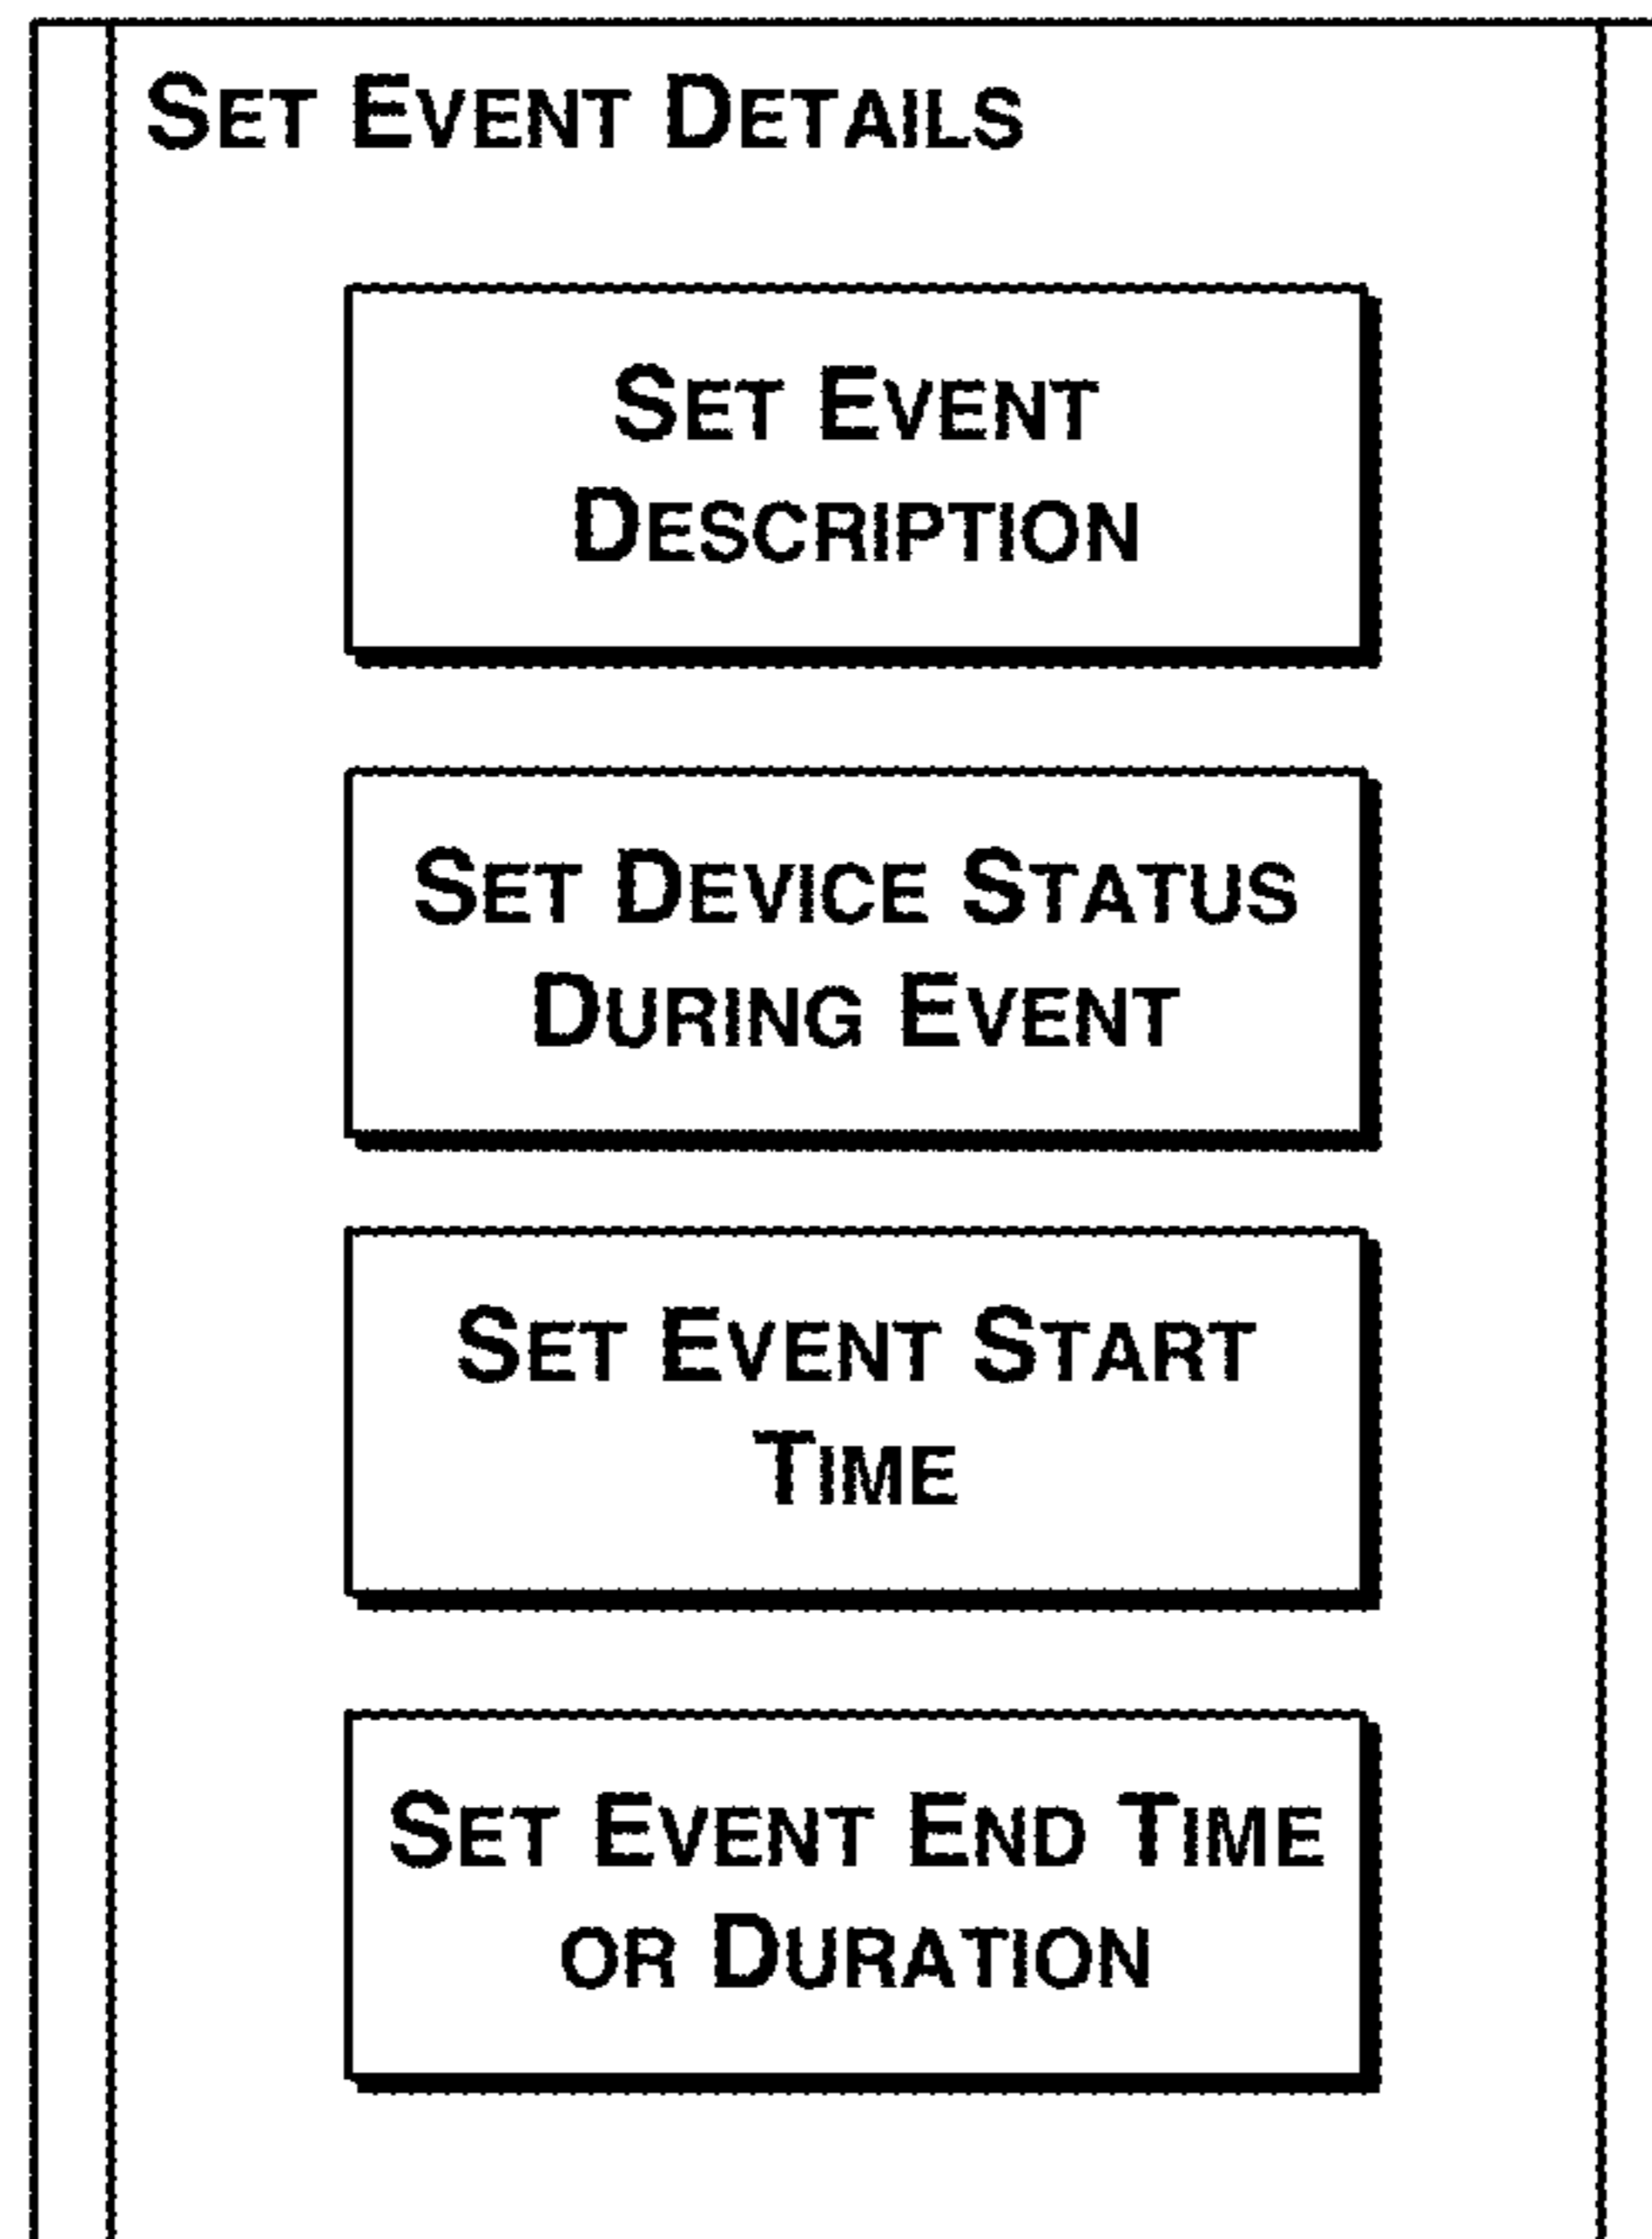 SET EVENT DETAILS
SET EVENT
DESCRIPTION
SET DEVICE STATUS
DURING EVENT
SET EVENT START
TIME
SET EVENT END TIME
OR DURATION